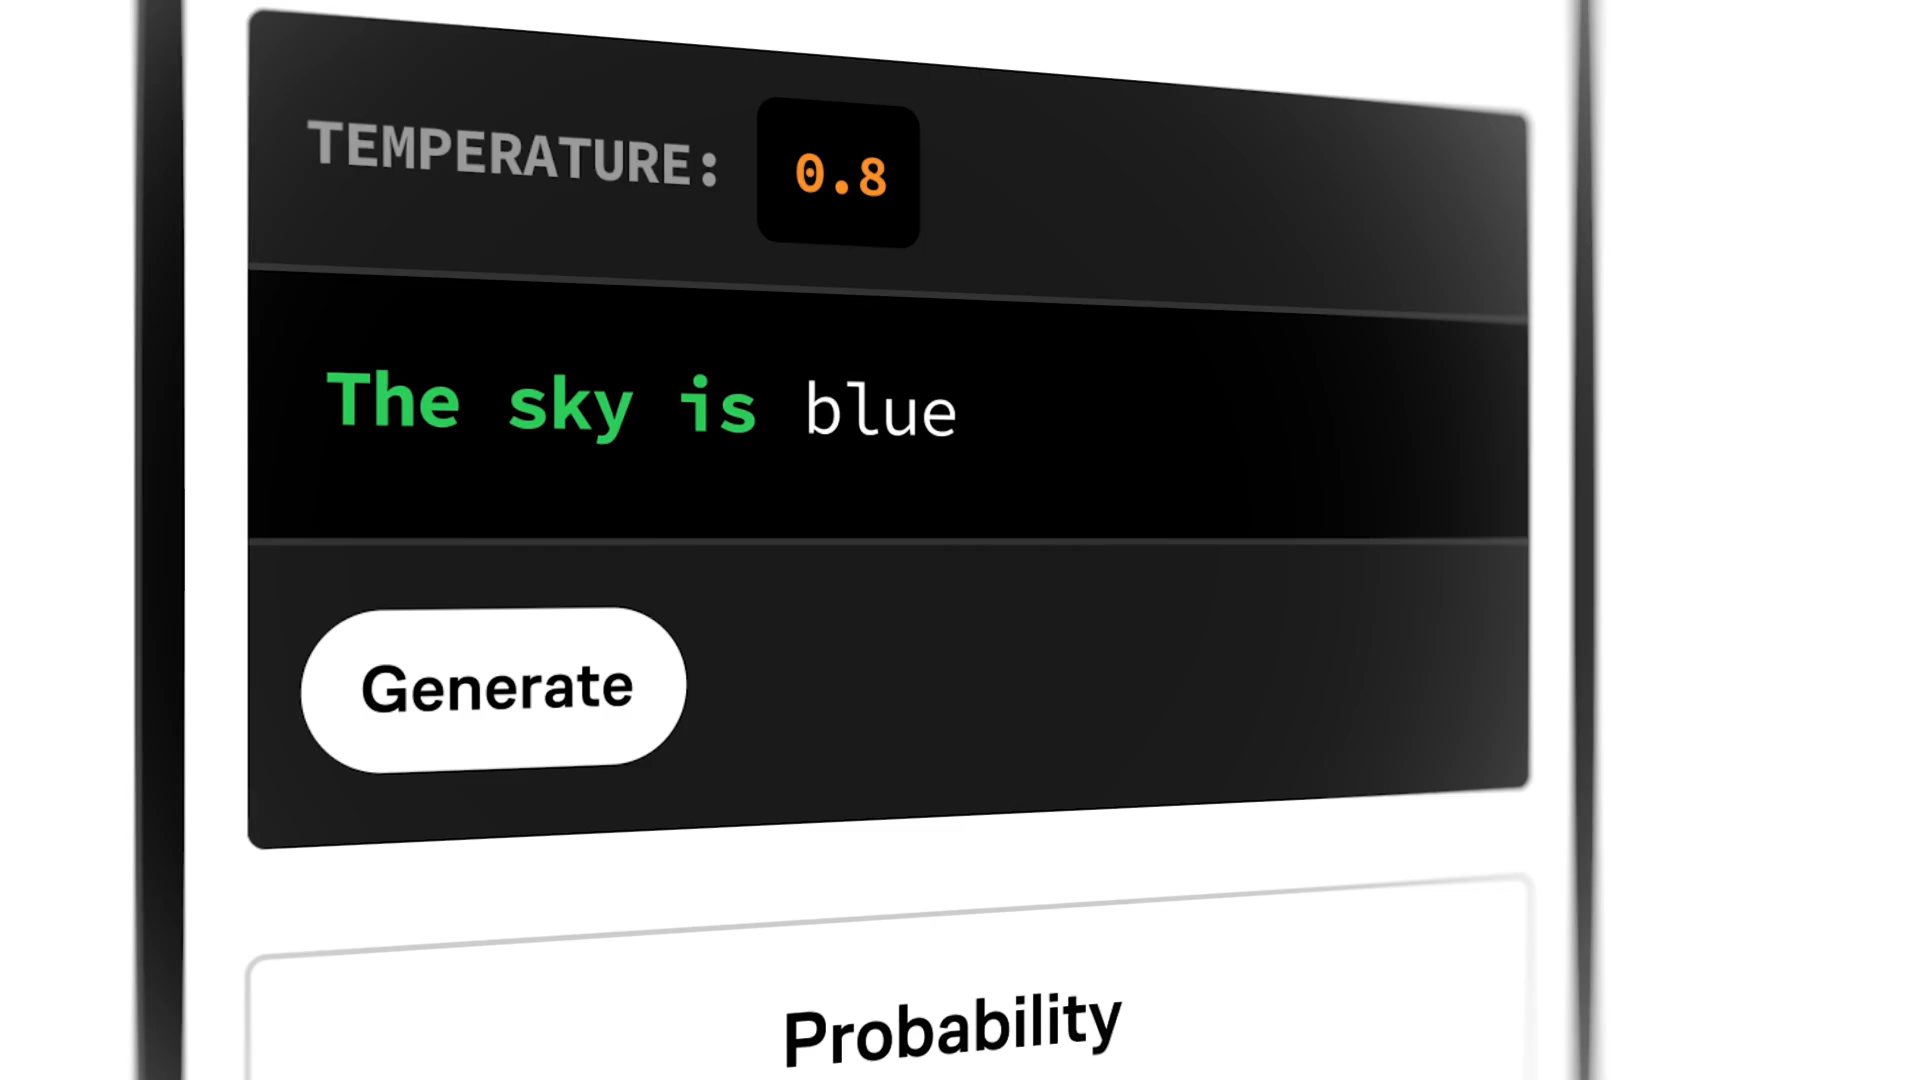 TEMPERATURE: 0.8
The sky is blue
Generate
Probability